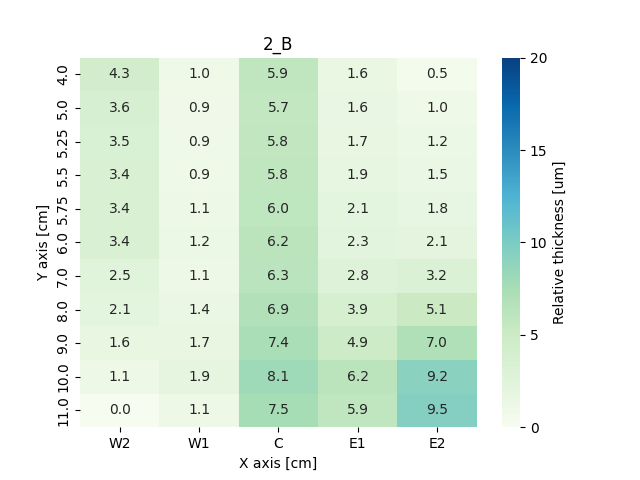 2_B
4.0 4.3 1.0 5.9 1.6 0.5
5.0 3.6 0.9 5.7 1.6 1.0
5.25 3.5 0.9 5.8 1.7 1.2
5.5 3.4 0.9 5.8 1.9 1.5
5.75 3.4 1.1 6.0 2.1 1.8
6.0 3.4 1.2 6.2 2.3 2.1
7.0 2.5 1.1 6.3 2.8 3.2
8.0 2.1 1.4 6.9 3.9 5.1
9.0 1.6 1.7 7.4 4.9 7.0
10.0 1.1 1.9 8.1 6.2 9.2
11.0 0.0 1.1 7.5 5.9 9.5
W2 W1 C E1 E2
X axis [cm]
Y axis [cm]
20
15
10
5
0
Relative thickness [um]